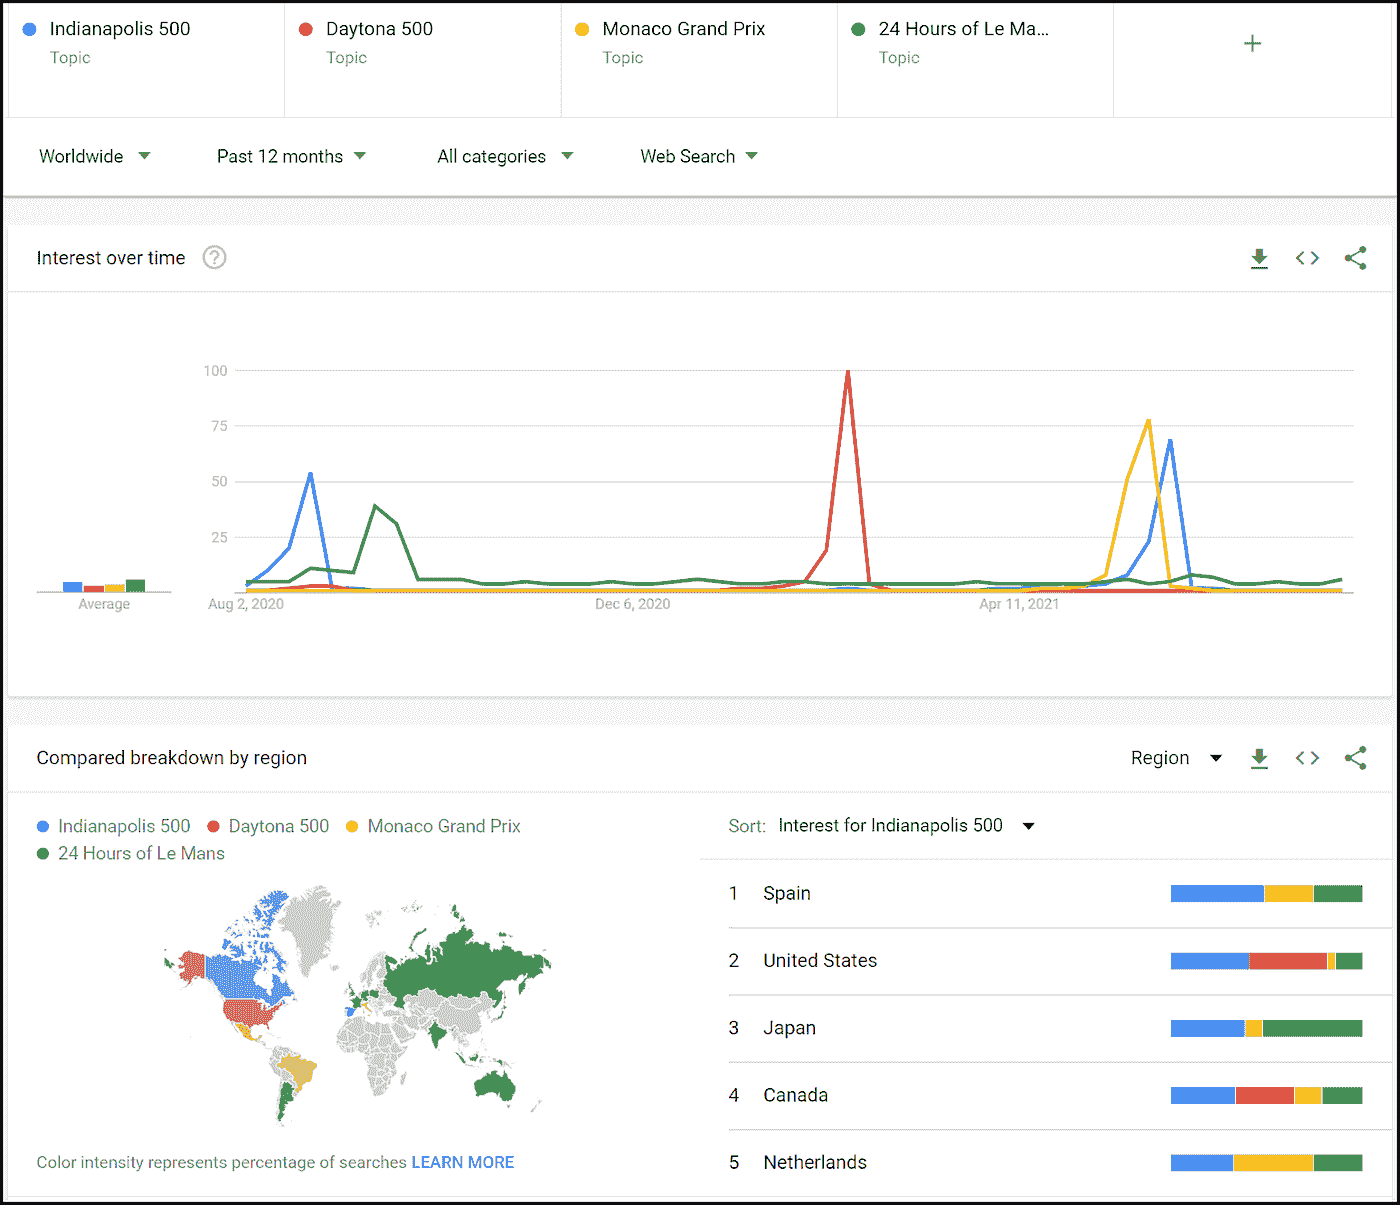 Indianapolis 500
Topic
Daytona 500
Topic
Monaco Grand Prix
Topic
24 Hours of Le Ma...
Topic
Worldwide
Past 12 months
All categories
Web Search
Interest over time
100
75
50
25
Average
Aug 2, 2020
Dec 6, 2020
Apr 11, 2021
Compared breakdown by region
Region
Indianapolis 500
Daytona 500
Monaco Grand Prix
24 Hours of Le Mans
Color intensity represents percentage of searches LEARN MORE
Sort: Interest for Indianapolis 500
1 Spain
2 United States
3 Japan
4 Canada
5 Netherlands